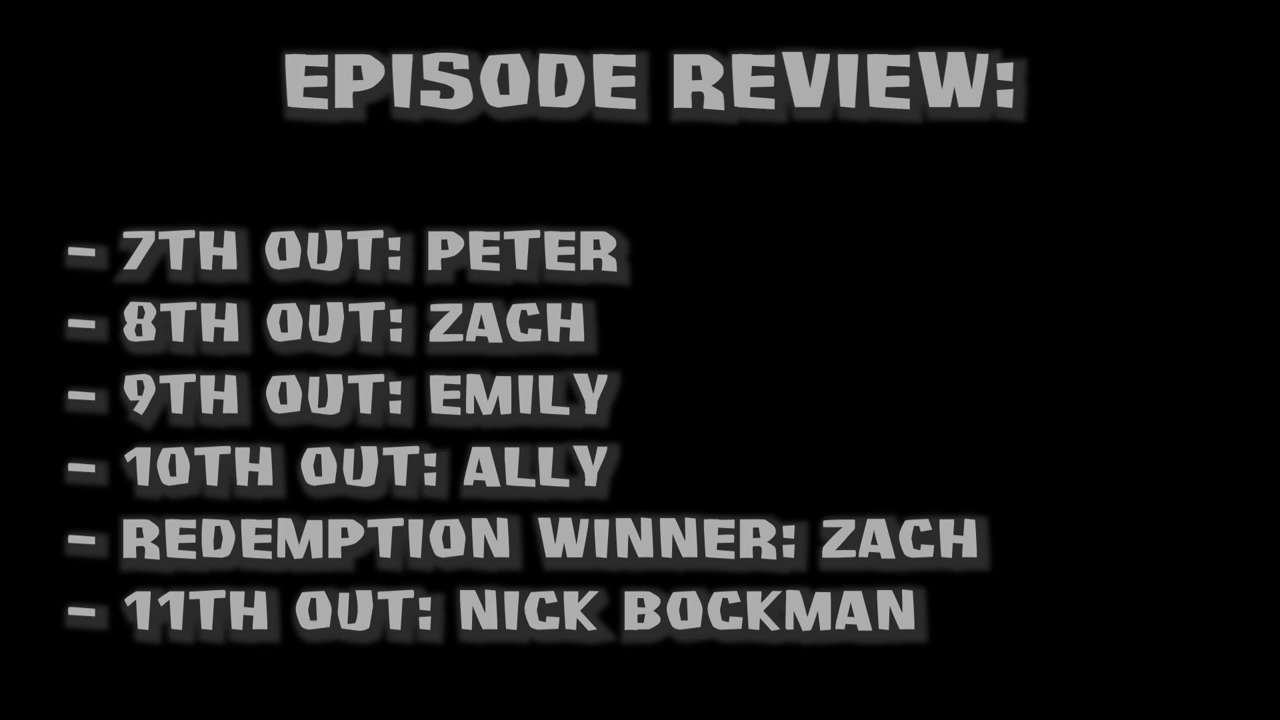 EPISODE REVIEW:
- 7TH OUT: PETER
- 8TH OUT: ZACH
- 9TH OUT: EMILY
- 10TH OUT: ALLY
- REDEMPTION WINNER: ZACH
- 11TH OUT: NICK BOCKMAN